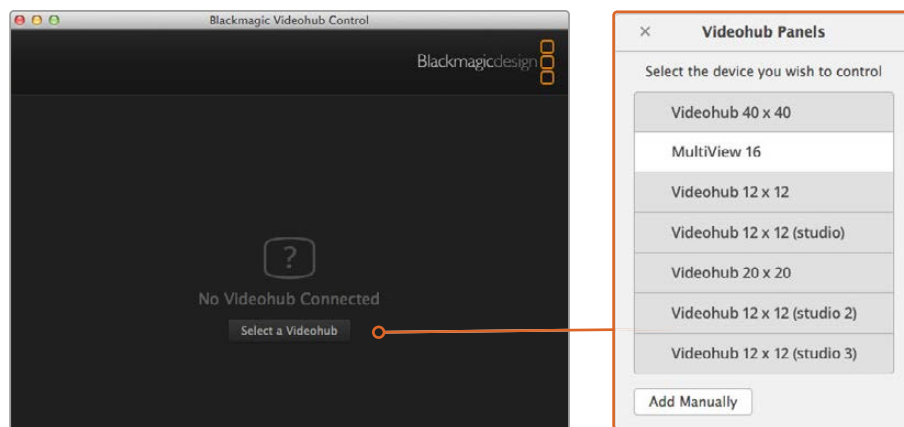 Blackmagic Videohub Control
Blackmagicdesign
?
No Videohub Connected
Select a Videohub
Videohub Panels
Select the device you wish to control
Videohub 40 x 40
MultiView 16
Videohub 12 x 12
Videohub 12 x 12 (studio)
Videohub 20 x 20
Videohub 12 x 12 (studio 2)
Videohub 12 x 12 (studio 3)
Add Manually